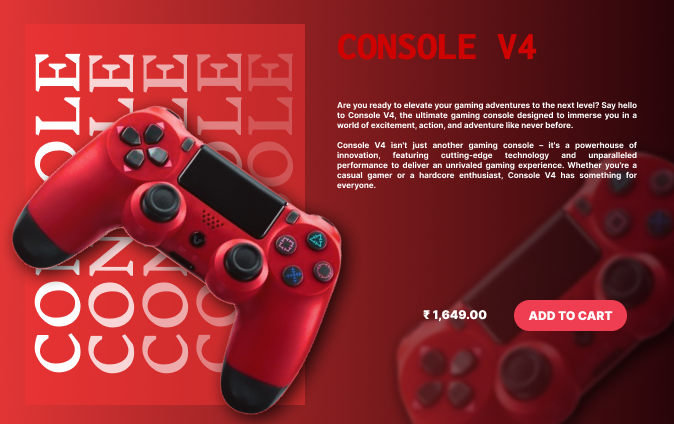 CONSOLE V4
Are you ready to elevate your gaming adventures to the next level? Say hello
to Console V4, the ultimate gaming console designed to immerse you in a
world of excitement, action, and adventure like never before.
Console V4 isn't just another gaming console – it's a powerhouse of
innovation, featuring cutting-edge technology and unparalleled
performance to deliver an unrivaled gaming experience. Whether you're a
casual gamer or a hardcore enthusiast, Console V4 has something for
everyone.
₹ 1,649.00
ADD TO CART
CONSOLE
CONSOLE
CONSOLE
CONSOLE
CONSOLE